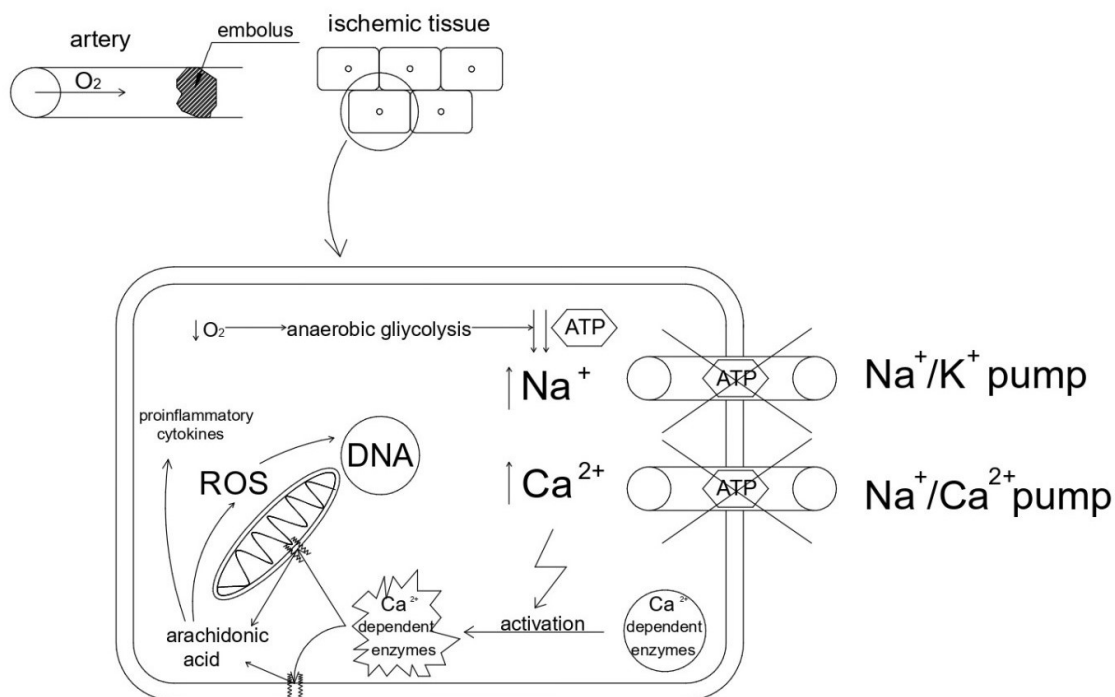 artery
embolus
ischemic tissue
O₂
↓O₂
anaerobic gliycolysis
ATP
↑Na⁺
ATP
Na⁺/K⁺ pump
proinflammatory
cytokines
ROS
DNA
↑Ca²⁺
ATP
Na⁺/Ca²⁺pump
arachidonic
acid
Ca²⁺
dependent
enzymes
activation
Ca²⁺
dependent
enzymes